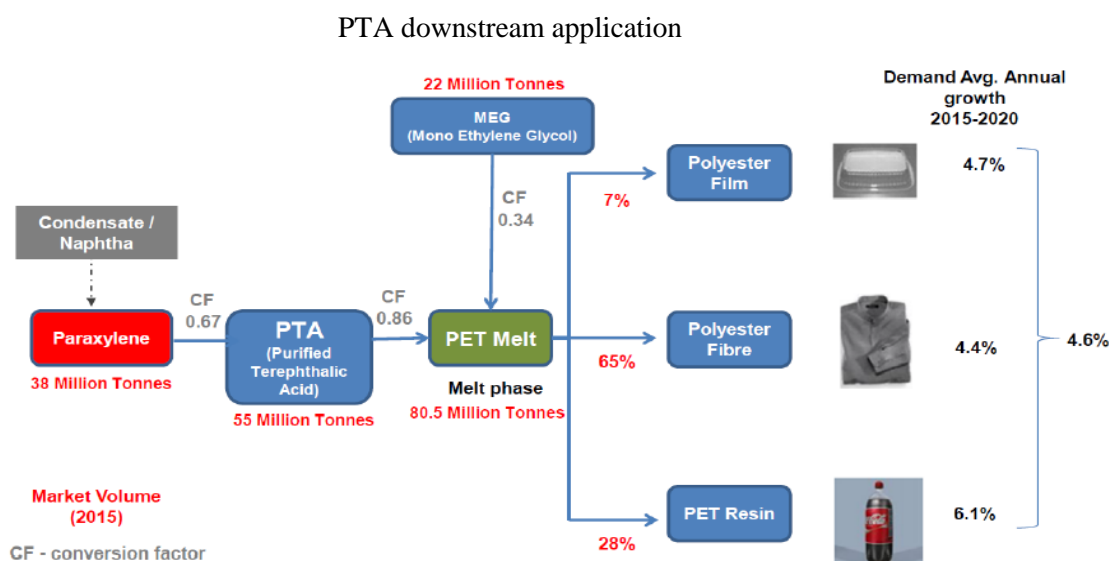 PTA downstream application
22 Million Tonnes
MEG
(Mono Ethylene Glycol)
Demand Avg. Annual
growth
2015-2020
Condensate /
Naphtha
CF
0.34
7%
Polyester
Film
4.7%
Paraxylene
38 Million Tonnes
CF
0.67
PTA
(Purified
Terephthalic
Acid)
55 Million Tonnes
CF
0.86
PET Melt
Melt phase
80.5 Million Tonnes
65%
Polyester
Fibre
4.4%
4.6%
28%
PET Resin
Coca-Cola
6.1%
Market Volume
(2015)
CF - conversion factor